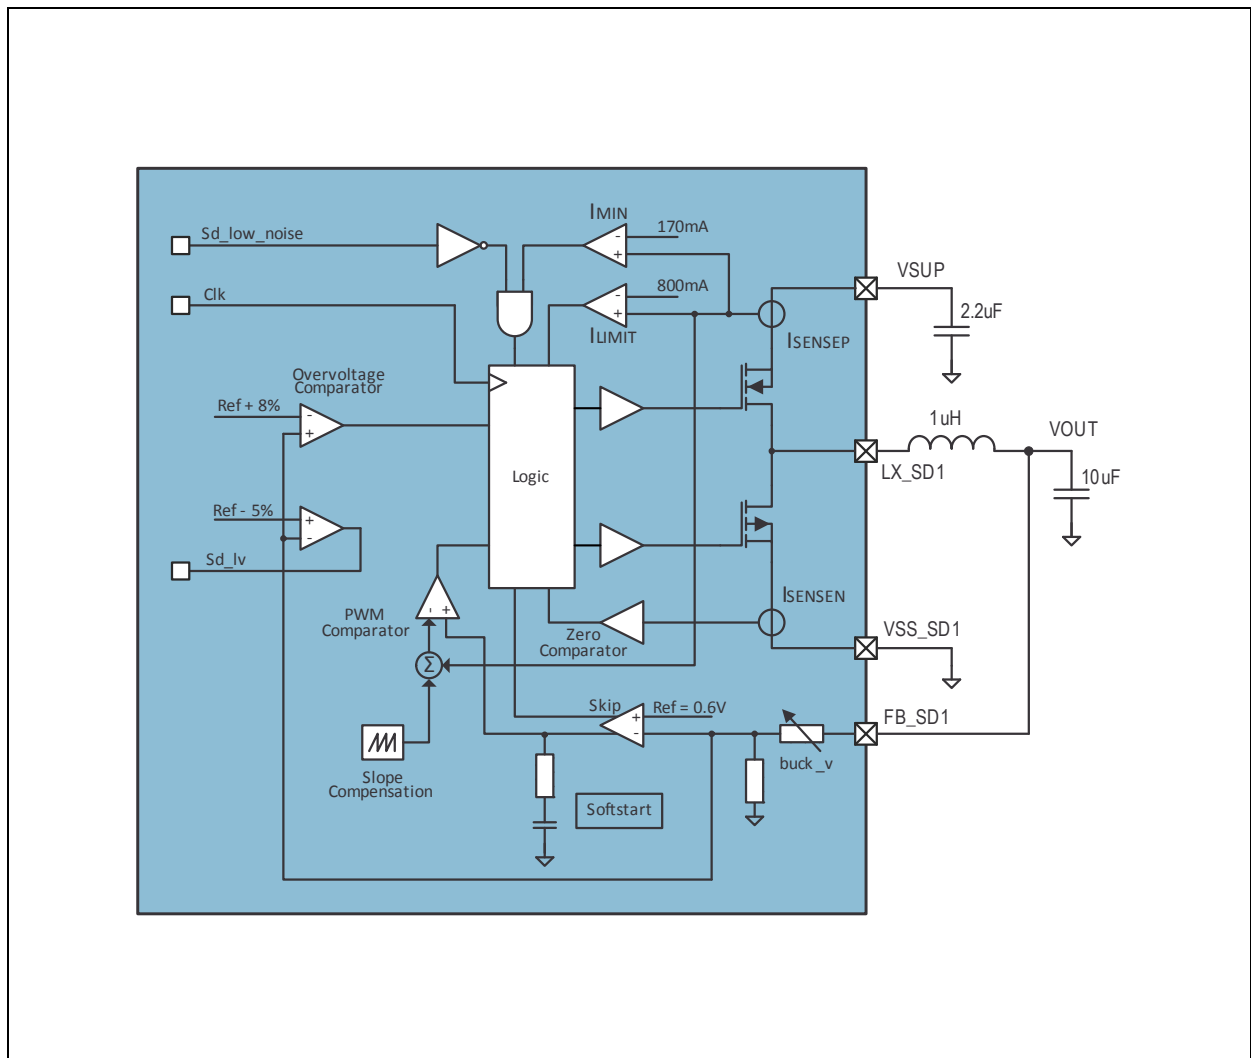 IMIN
170mA
Sd_low_noise
VSUP
Clk
800mA
2.2uF
ILIMIT
ISENSEP
Overvoltage
Comparator
Ref + 8%
-
+
1uH
VOUT
LX_SD1
Logic
10uF
Ref - 5%
+
-
Sd_lv
ISENSEN
PWM
Comparator
- +
Zero
Comparator
VSS_SD1
Σ
Skip
Ref = 0.6V
+
-
FB_SD1
buck_v
Slope
Compensation
Softstart